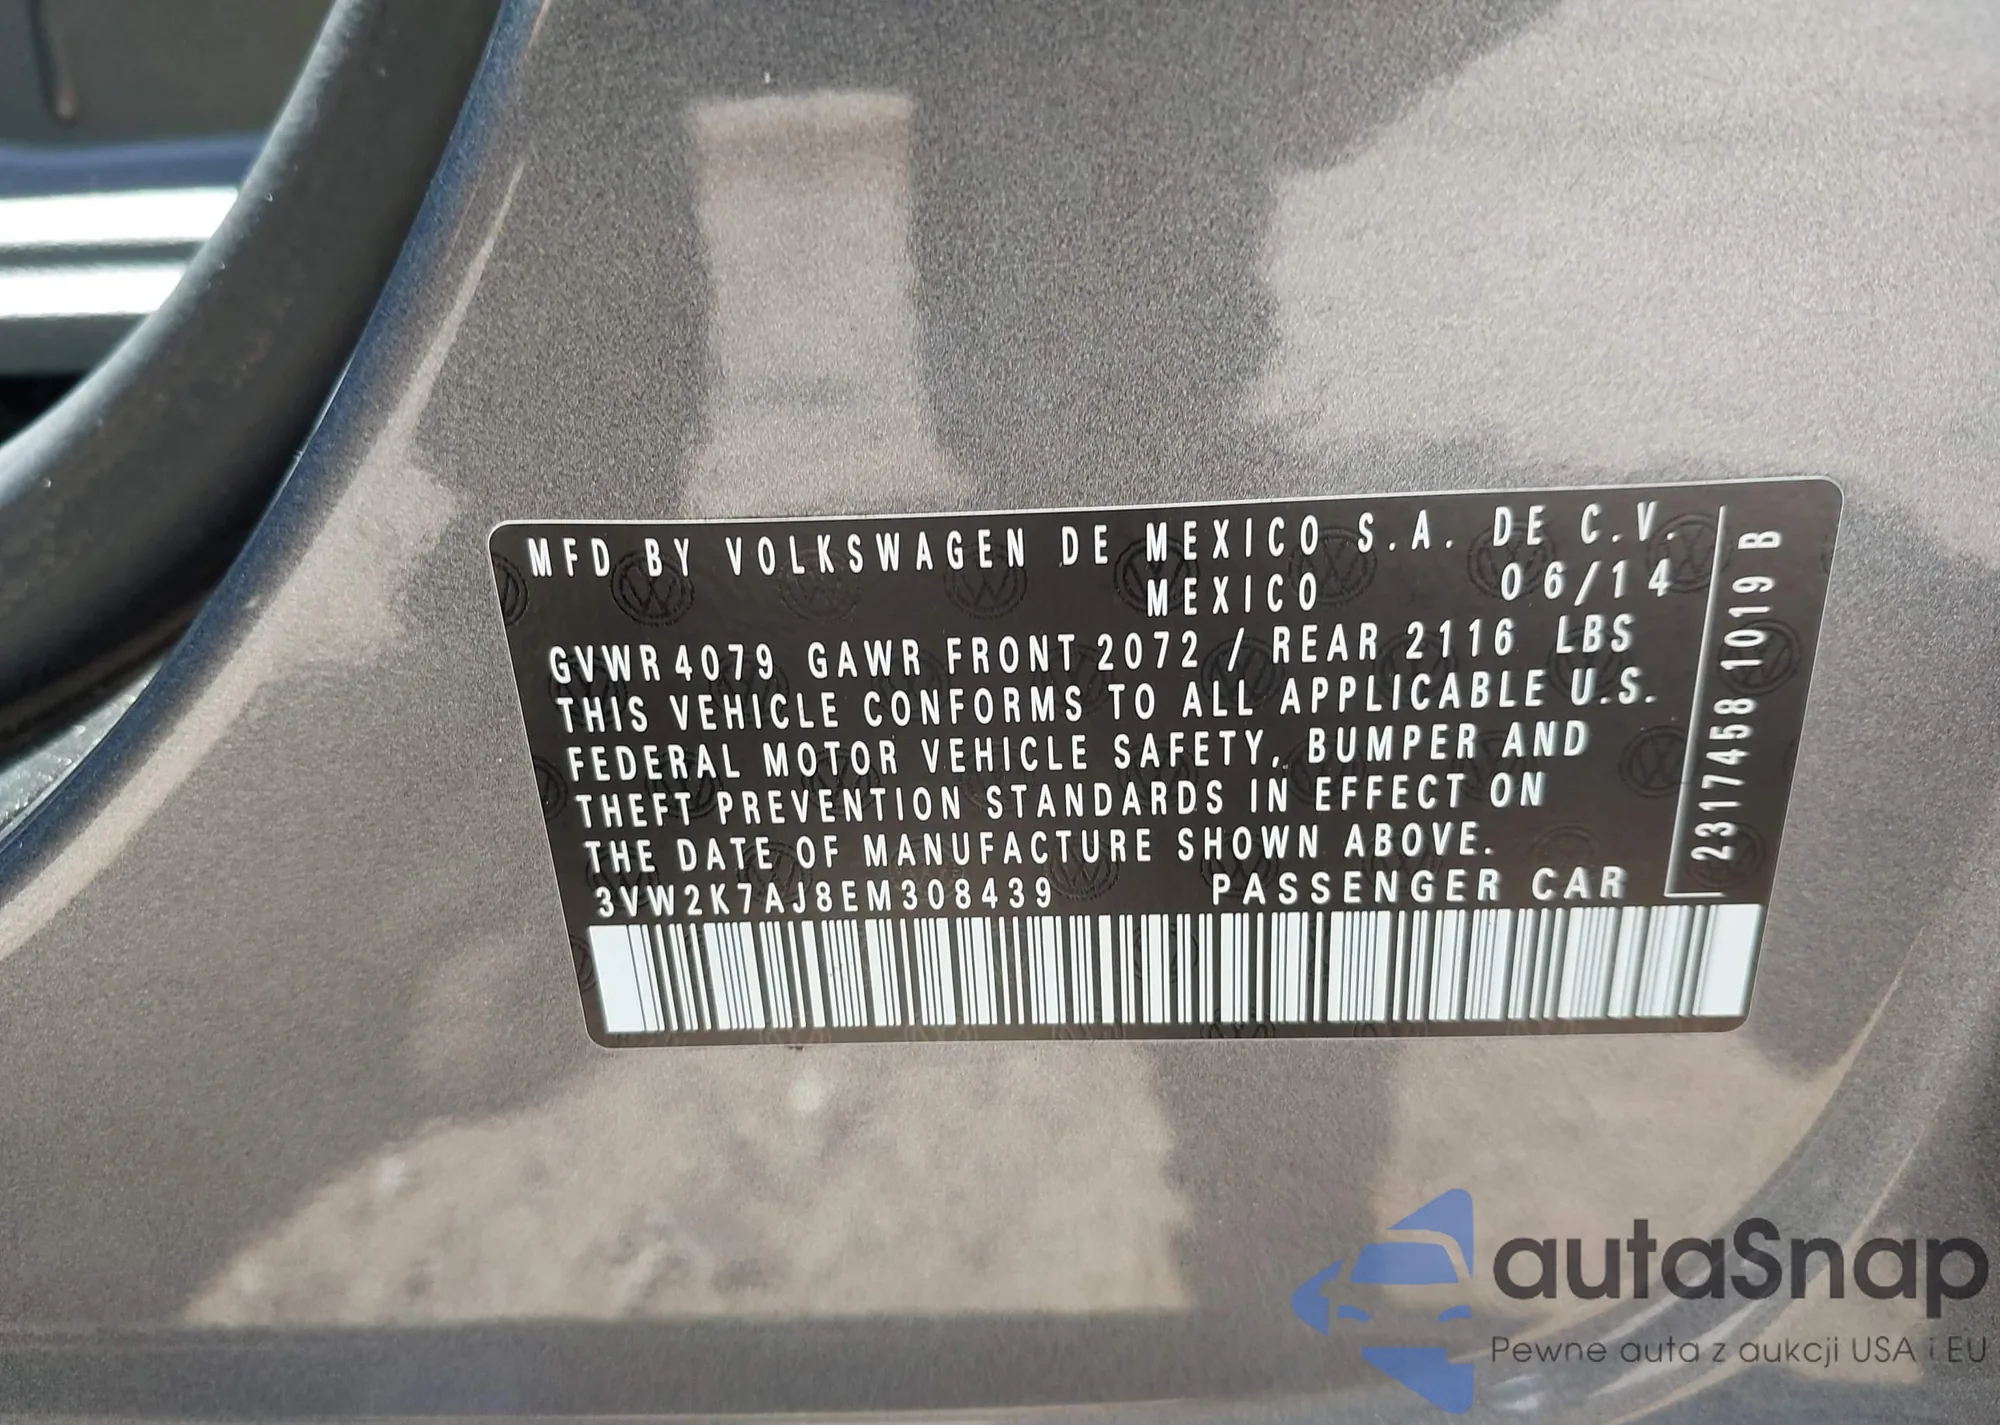 MFD BY VOLKSWAGEN DE MEXICO S.A. DE C.V.
MEXICO 06/14
GVWR 4079 GAWR FRONT 2072 / REAR 2116 LBS
THIS VEHICLE CONFORMS TO ALL APPLICABLE U.S.
FEDERAL MOTOR VEHICLE SAFETY, BUMPER AND
THEFT PREVENTION STANDARDS IN EFFECT ON
THE DATE OF MANUFACTURE SHOWN ABOVE.
3VW2K7AJ8EM308439 PASSENGER CAR
2317458 1019 B
autaSnap
Pewne auta z aukcji USA i EU